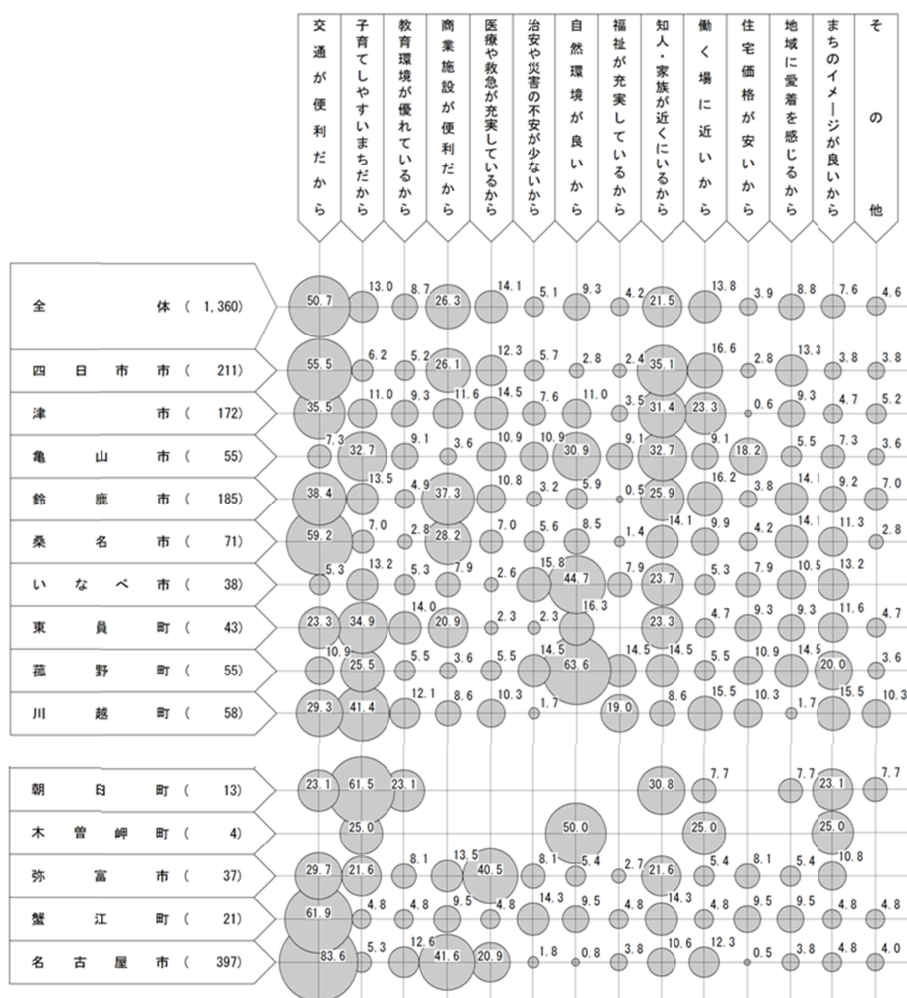 交通が便利だから
子育てしやすいまちだから
教育環境が優れているから
商業施設が便利だから
医療や救急が充実しているから
治安や災害の不安が少ないから
自然環境が良いから
福祉が充実しているから
知人・家族が近くにいるから
働く場に近いから
住宅価格が安いから
地域に愛着を感じるから
まちのイメージが良いから
その他
全体( 1,360) 50.7 13.0 8.7 26.3 14.1 5.1 9.3 4.2 21.5 13.8 3.9 8.8 7.6 4.6
四日市市( 211) 55.5 6.2 5.2 26.1 12.3 5.7 2.8 2.4 35.1 16.6 2.8 13.3 3.8 3.8
津市( 172) 35.5 11.0 9.3 11.6 14.5 7.6 11.0 3.5 31.4 23.3 0.6 9.3 4.7 5.2
亀山市( 55) 7.3 32.7 9.1 3.6 10.9 10.9 30.9 9.1 32.7 9.1 18.2 5.5 7.3 3.6
鈴鹿市( 185) 38.4 13.5 4.9 37.3 10.8 3.2 5.9 0.5 25.9 16.2 3.8 14.1 9.2 7.0
桑名市( 71) 59.2 7.0 2.8 28.2 7.0 5.6 8.5 1.4 14.1 9.9 4.2 14.1 11.3 2.8
いなべ市( 38) 5.3 13.2 5.3 7.9 2.6 15.8 44.7 7.9 23.7 5.3 7.9 10.5 13.2
東員町( 43) 23.3 34.9 14.0 20.9 2.3 2.3 16.3 23.3 4.7 9.3 9.3 11.6 4.7
菰野町( 55) 10.9 25.5 5.5 3.6 5.5 14.5 63.6 14.5 14.5 5.5 10.9 14.5 20.0 3.6
川越町( 58) 29.3 41.4 12.1 8.6 10.3 1.7 19.0 8.6 15.5 10.3 1.7 15.5 10.3
朝日町( 13) 23.1 61.5 23.1 30.8 7.7 7.7 23.1 7.7
木曽岬町( 4) 25.0 50.0 25.0 25.0
弥富市( 37) 29.7 21.6 8.1 13.5 40.5 8.1 5.4 2.7 21.6 5.4 8.1 5.4 10.8
蟹江町( 21) 61.9 4.8 4.8 9.5 4.8 14.3 9.5 4.8 14.3 4.8 9.5 9.5 4.8 4.8
名古屋市( 397) 83.6 5.3 12.6 41.6 20.9 1.8 0.8 3.8 10.6 12.3 0.5 3.8 4.8 4.0